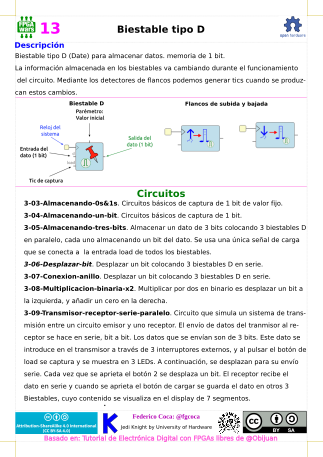 FPGA
wars
13
Biestable tipo D
open hardware
Descripción
Biestable tipo D (Date) para almacenar datos. memoria de 1 bit.
La información almacenada en los biestables va cambiando durante el funcionamiento
del circuito. Mediante los detectores de flancos podemos generar tics cuando se produz-
can estos cambios.
Biestable D
Flancos de subida y bajada
Parámetro:
Valor inicial
Reloj del
sistema
Salida del
dato (1 bit)
Entrada del
dato (1 bit)
Tic de captura
Circuitos
3-03-Almacenando-0s&1s. Circuitos básicos de captura de 1 bit de valor fijo.
3-04-Almacenando-un-bit. Circuitos básicos de captura de 1 bit.
3-05-Almacenando-tres-bits. Almacenar un dato de 3 bits colocando 3 biestables D
en paralelo, cada uno almacenando un bit del dato. Se usa una única señal de carga
que se conecta a la entrada load de todos los biestables.
3-06-Desplazar-bit. Desplazar un bit colocando 3 biestables D en serie.
3-07-Conexion-anillo. Desplazar un bit colocando 3 biestables D en serie.
3-08-Multiplicacion-binaria-x2. Multiplicar por dos en binario es desplazar un bit a
la izquierda, y añadir un cero en la derecha.
3-09-Transmisor-receptor-serie-paralelo. Circuito que simula un sistema de trans-
misión entre un circuito emisor y uno receptor. El envío de datos del tranmisor al re-
ceptor se hace en serie, bit a bit. Los datos que se envían son de 3 bits. Este dato se
introduce en el transmisor a través de 3 interruptores externos, y al pulsar el botón de
load se captura y se muestra en 3 LEDs. A continuación, se desplazan para su envío
serie. Cada vez que se aprieta el botón 2 se desplaza un bit. El receptor recibe el
dato en serie y cuando se aprieta el botón de cargar se guarda el dato en otros 3
Biestables, cuyo contenido se visualiza en el display de 7 segmentos.
Attribution-ShareAlike 4.0 International
(CC BY-SA 4.0)
Federico Coca: @fgcoca
Jedi Knight by University of Hardware
BY SA
Basado en: Tutorial de Electrónica Digital con FPGAs libres de @Obijuan